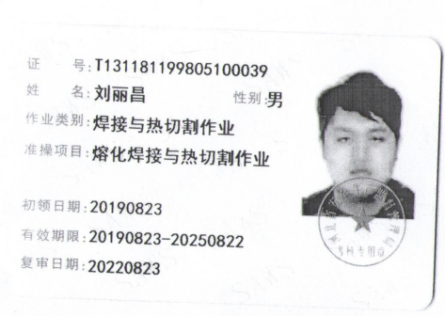 证 号:T131181199805100039
姓 名:刘丽昌 性别:男
作业类别:焊接与热切割作业
准操项目:熔化焊接与热切割作业
初领日期:20190823
有效期限:20190823-20250822
复审日期:20220823